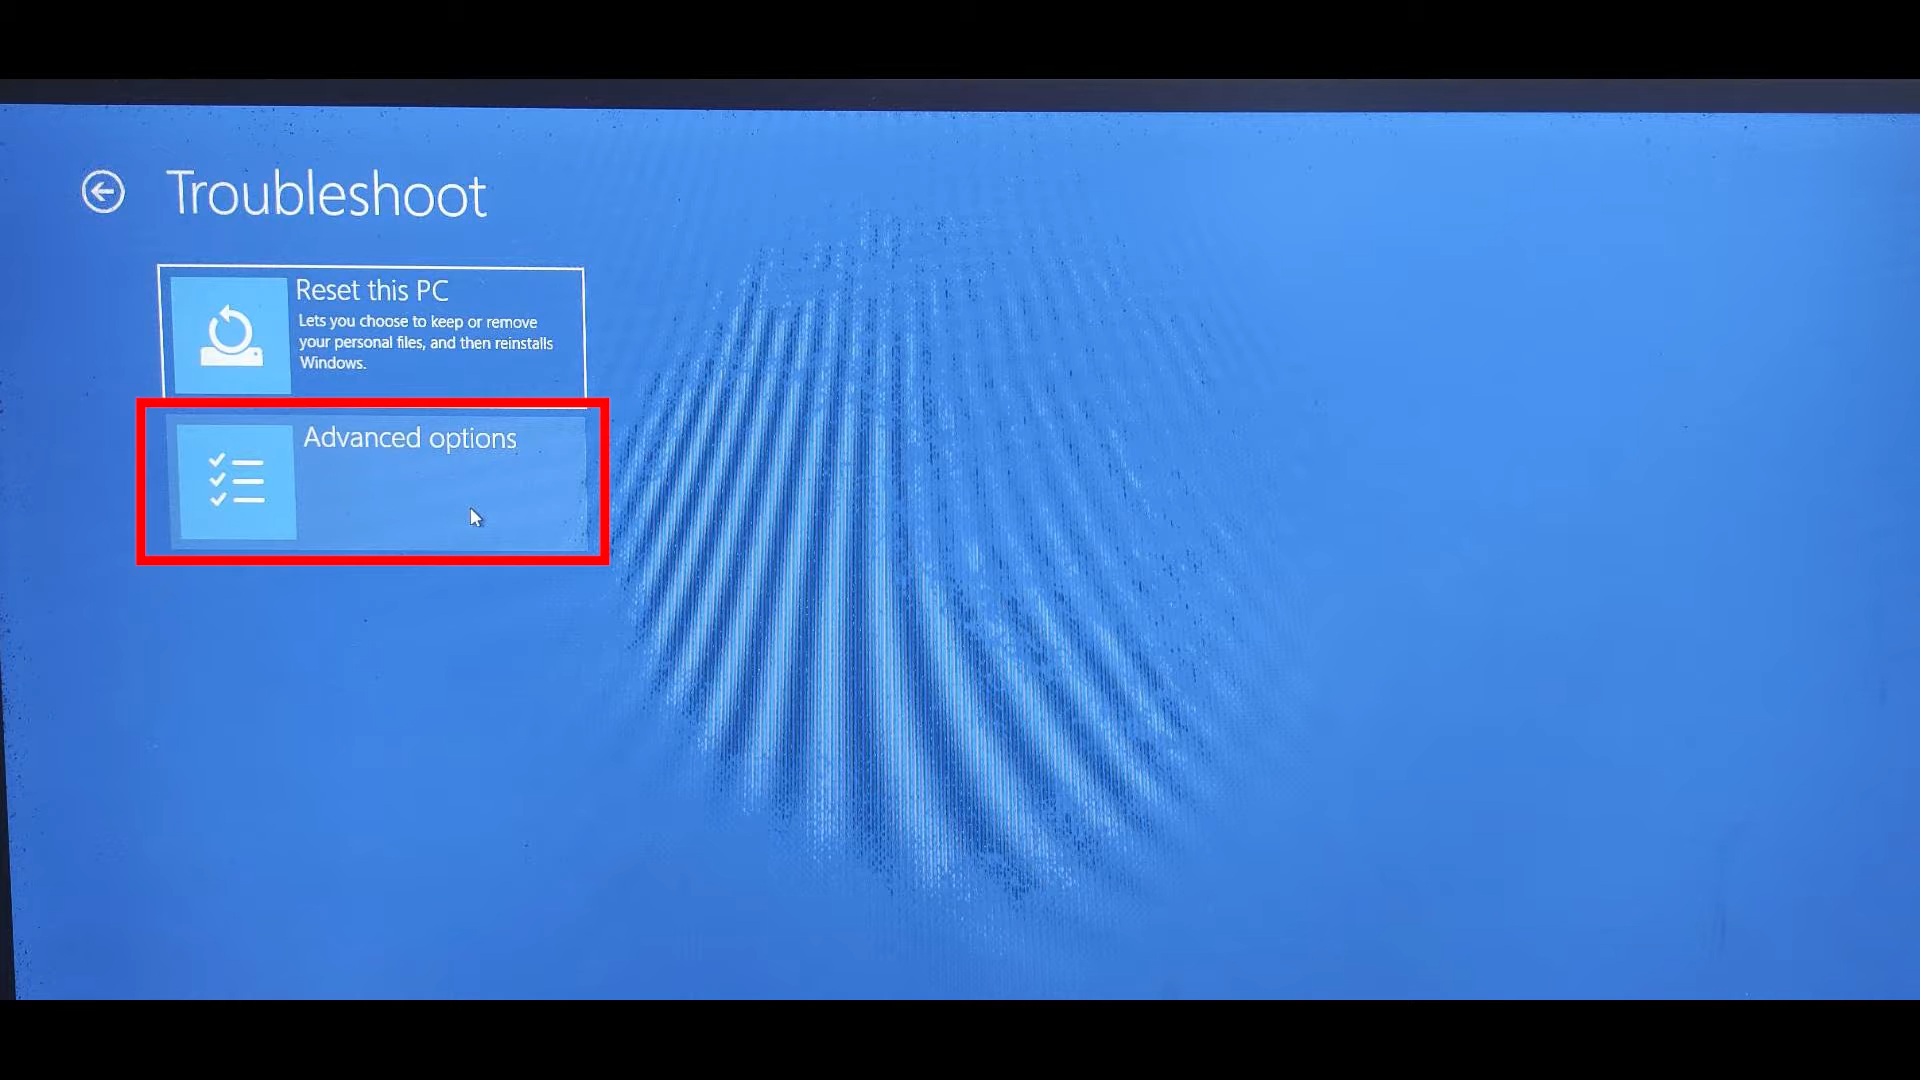 Troubleshoot
Reset this PC
Lets you choose to keep or remove
your personal files, and then reinstalls
Windows.
Advanced options